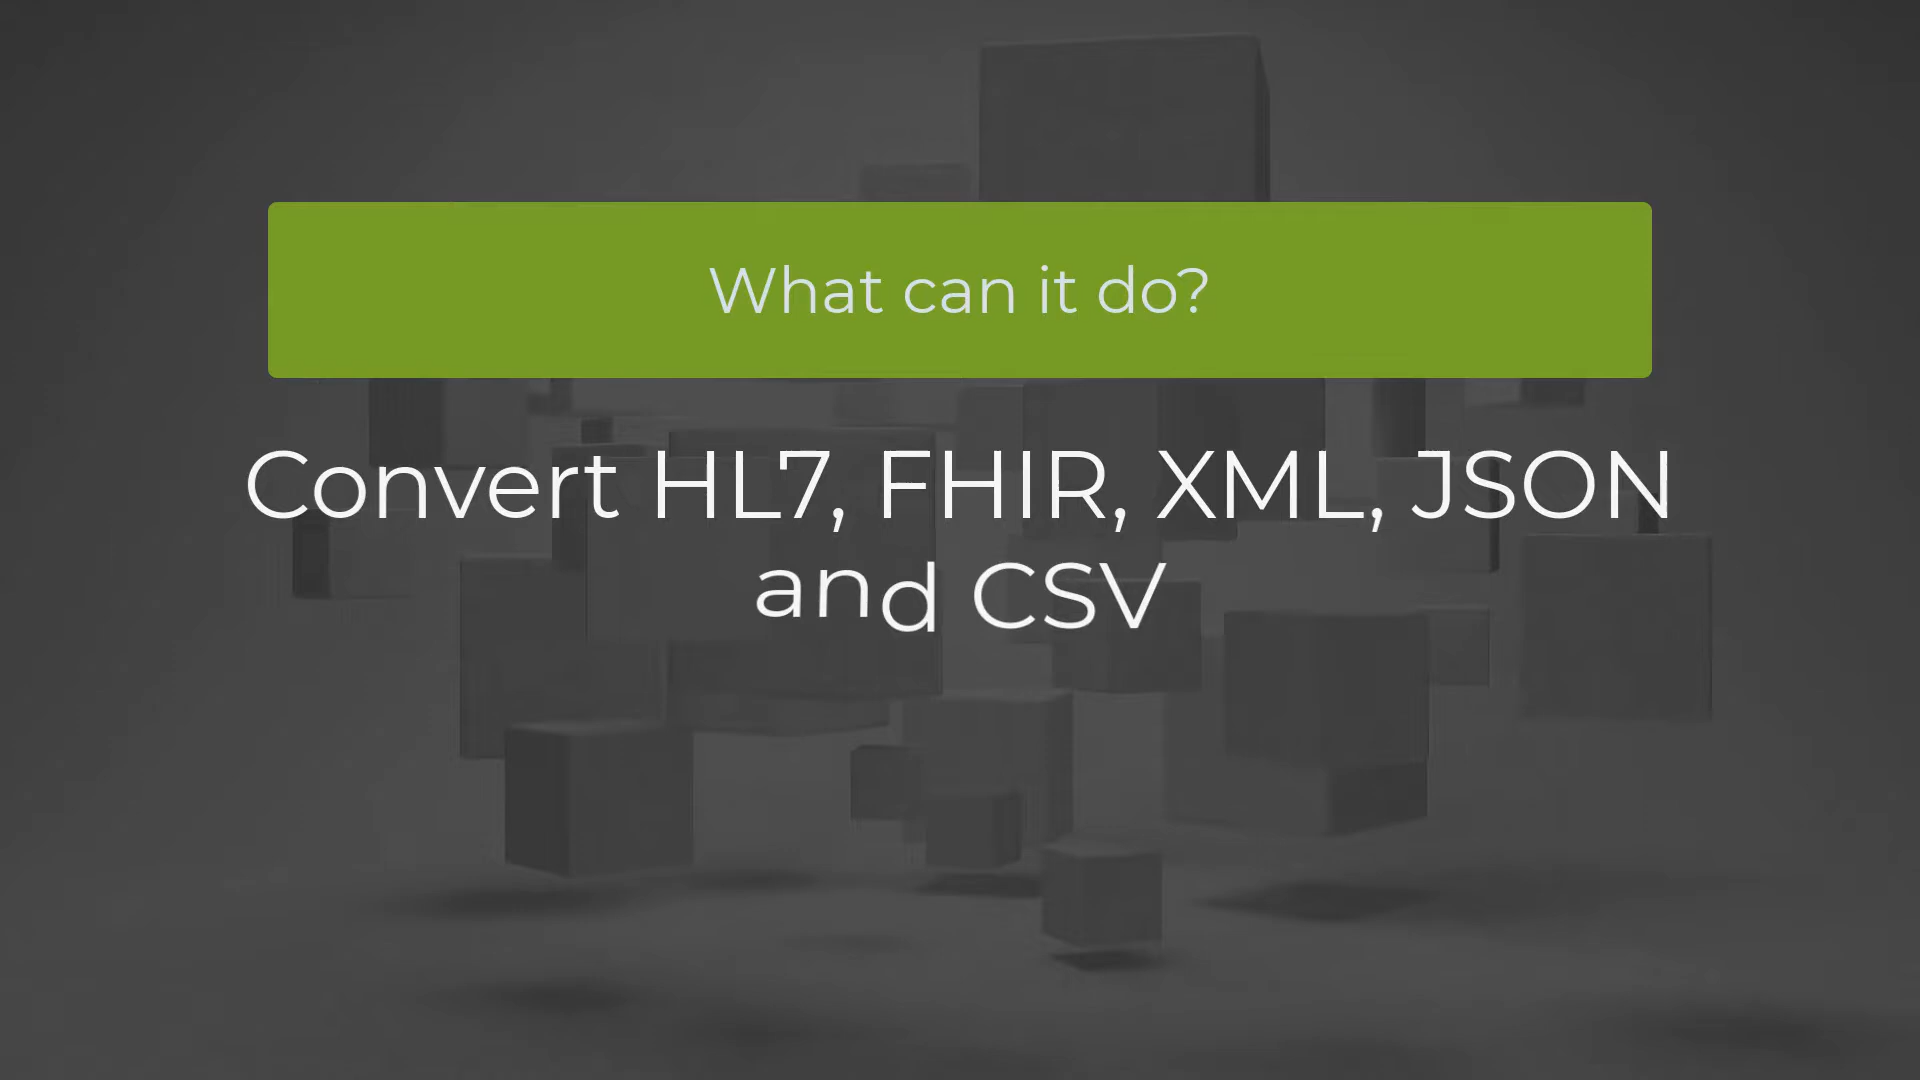 What can it do?
Convert HL7, FHIR, XML, JSON
and CSV